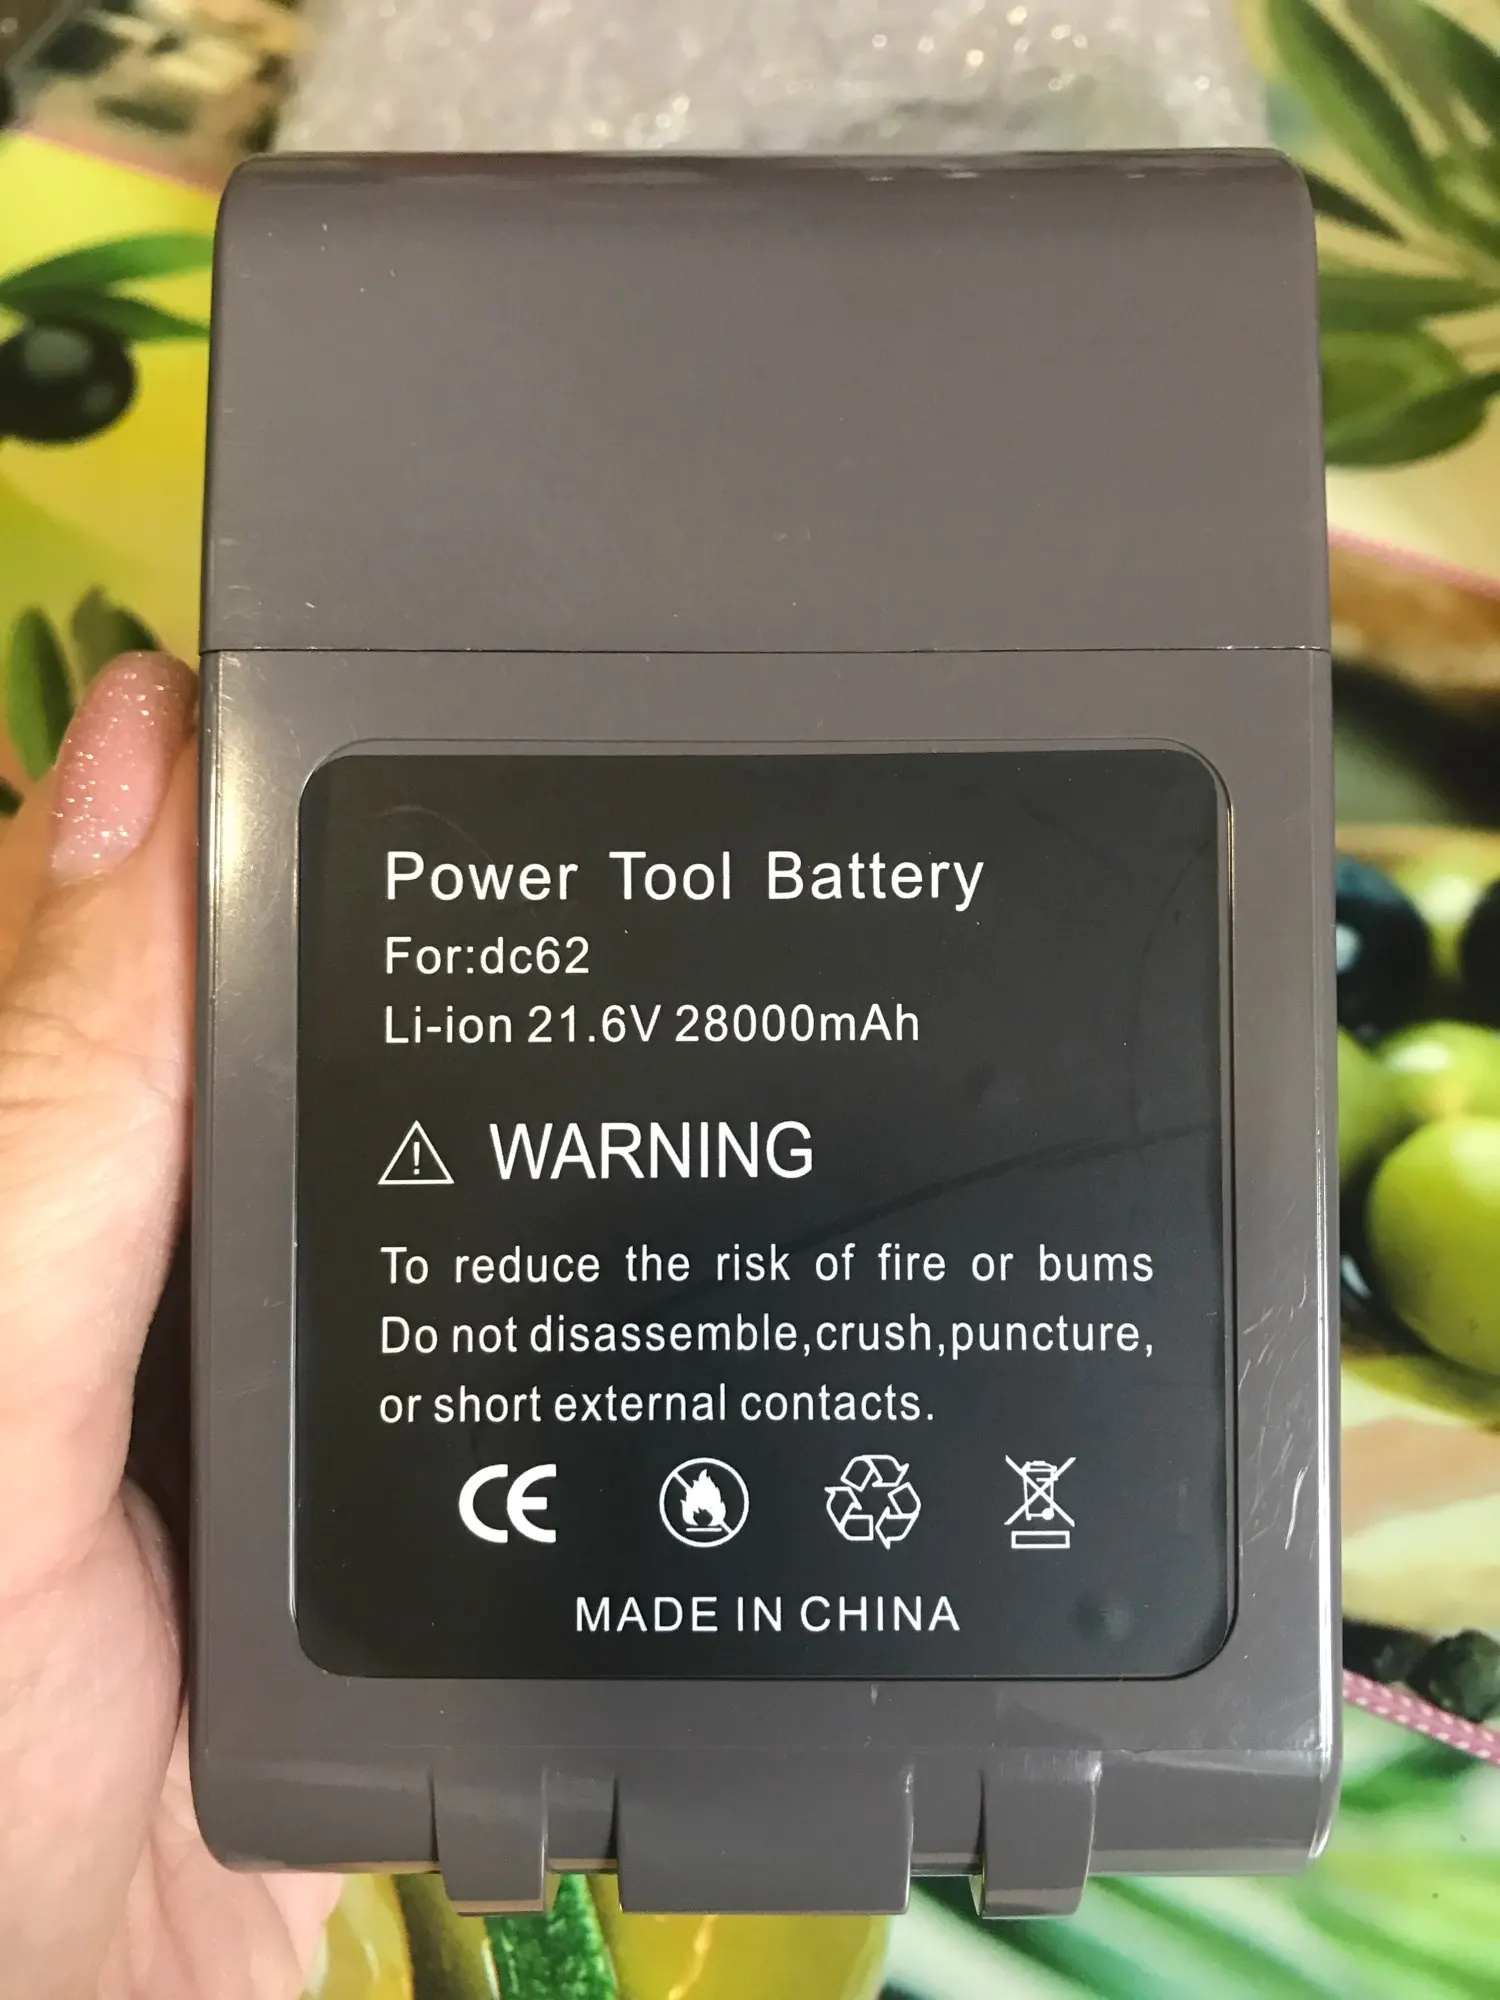 Power Tool Battery
For:dc62
Li-ion 21.6V 28000mAh
WARNING
To reduce the risk of fire or bums
Do not disassemble,crush,puncture,
or short external contacts.
CE
MADE IN CHINA